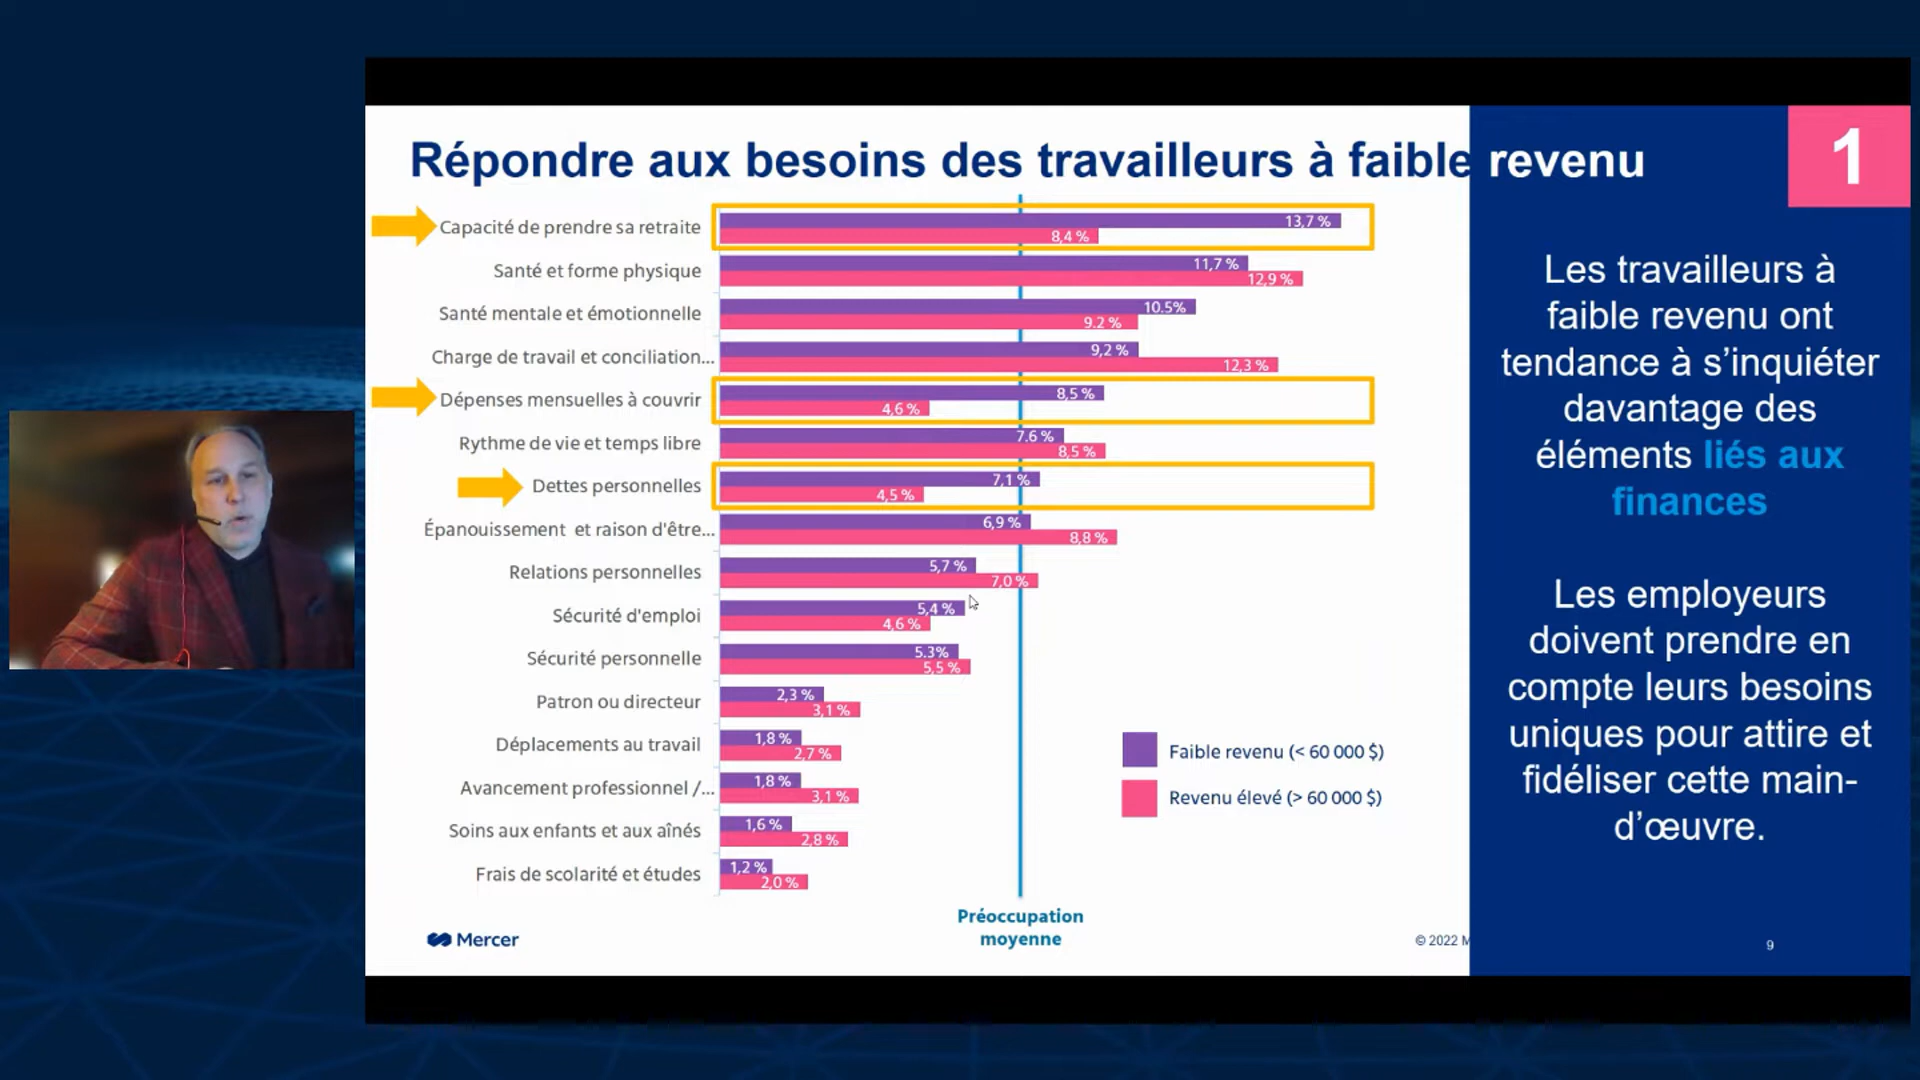 Répondre aux besoins des travailleurs à faible revenu
1
Capacité de prendre sa retraite
13,7 %
8,4 %
Santé et forme physique
11,7 %
12,9 %
Santé mentale et émotionnelle
10.5%
9.2 %
Charge de travail et conciliation...
9,2 %
12,3 %
Dépenses mensuelles à couvrir
8,5 %
4,6 %
Rythme de vie et temps libre
7.6 %
8,5 %
Dettes personnelles
7,1 %
4,5 %
Épanouissement et raison d'être...
6,9 %
8,8 %
Relations personnelles
5,7 %
7,0 %
Sécurité d'emploi
5,4 %
4,6 %
Sécurité personnelle
5.3%
5,5 %
Patron ou directeur
2,3 %
3,1 %
Déplacements au travail
1,8 %
2,7 %
Avancement professionnel /...
1,8 %
3,1 %
Soins aux enfants et aux aînés
1,6 %
2,8 %
Frais de scolarité et études
1,2 %
2,0 %
Faible revenu (< 60 000 $)
Revenu élevé (> 60 000 $)
Préoccupation
moyenne
Mercer
© 2022 M
Les travailleurs à
faible revenu ont
tendance à s’inquiéter
davantage des
éléments liés aux
finances
Les employeurs
doivent prendre en
compte leurs besoins
uniques pour attire et
fidéliser cette main-
d’œuvre.
9